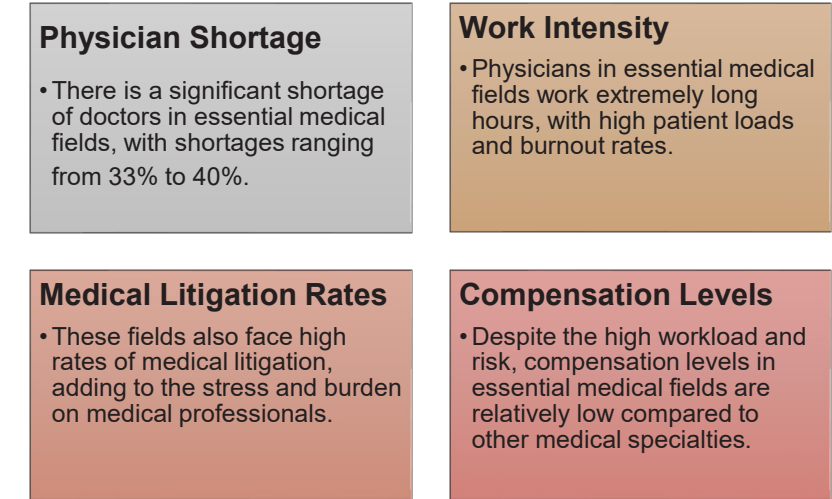 Physician Shortage
• There is a significant shortage
of doctors in essential medical
fields, with shortages ranging
from 33% to 40%.
Work Intensity
• Physicians in essential medical
fields work extremely long
hours, with high patient loads
and burnout rates.
Medical Litigation Rates
• These fields also face high
rates of medical litigation,
adding to the stress and burden
on medical professionals.
Compensation Levels
• Despite the high workload and
risk, compensation levels in
essential medical fields are
relatively low compared to
other medical specialties.